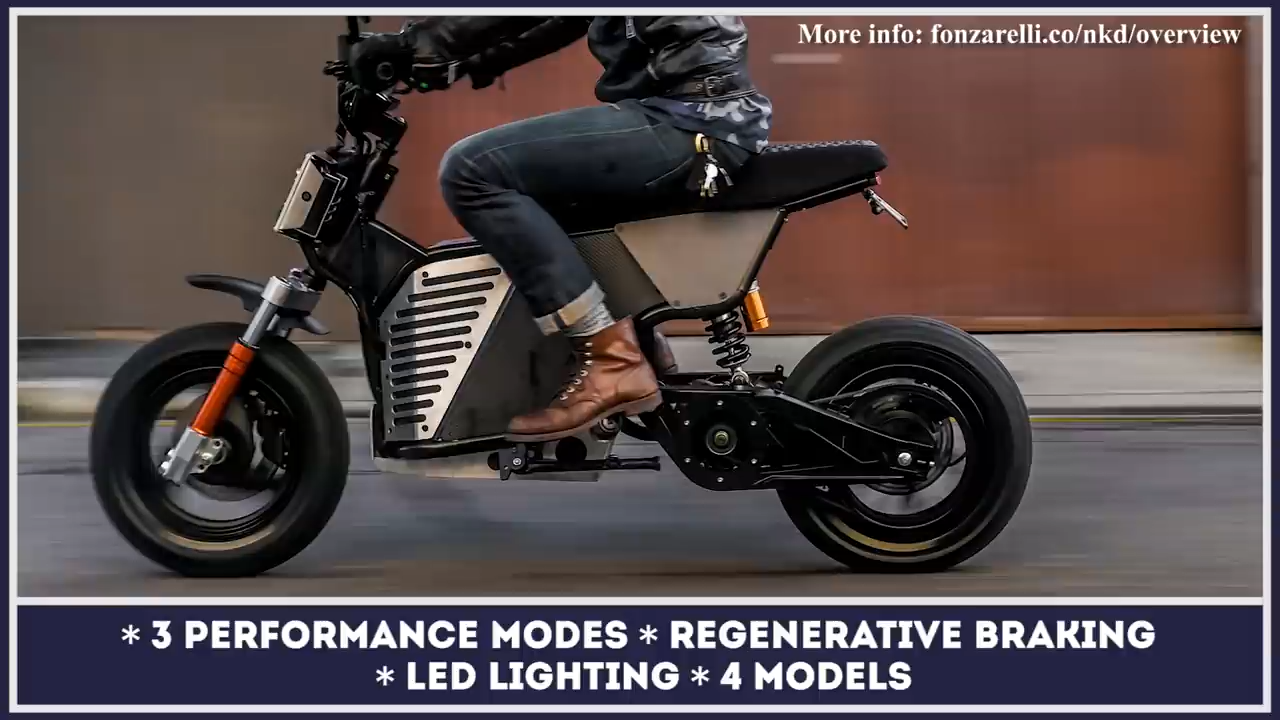 More info: fonzarelli.co/nkd/overview
* 3 PERFORMANCE MODES * REGENERATIVE BRAKING
* LED LIGHTING * 4 MODELS